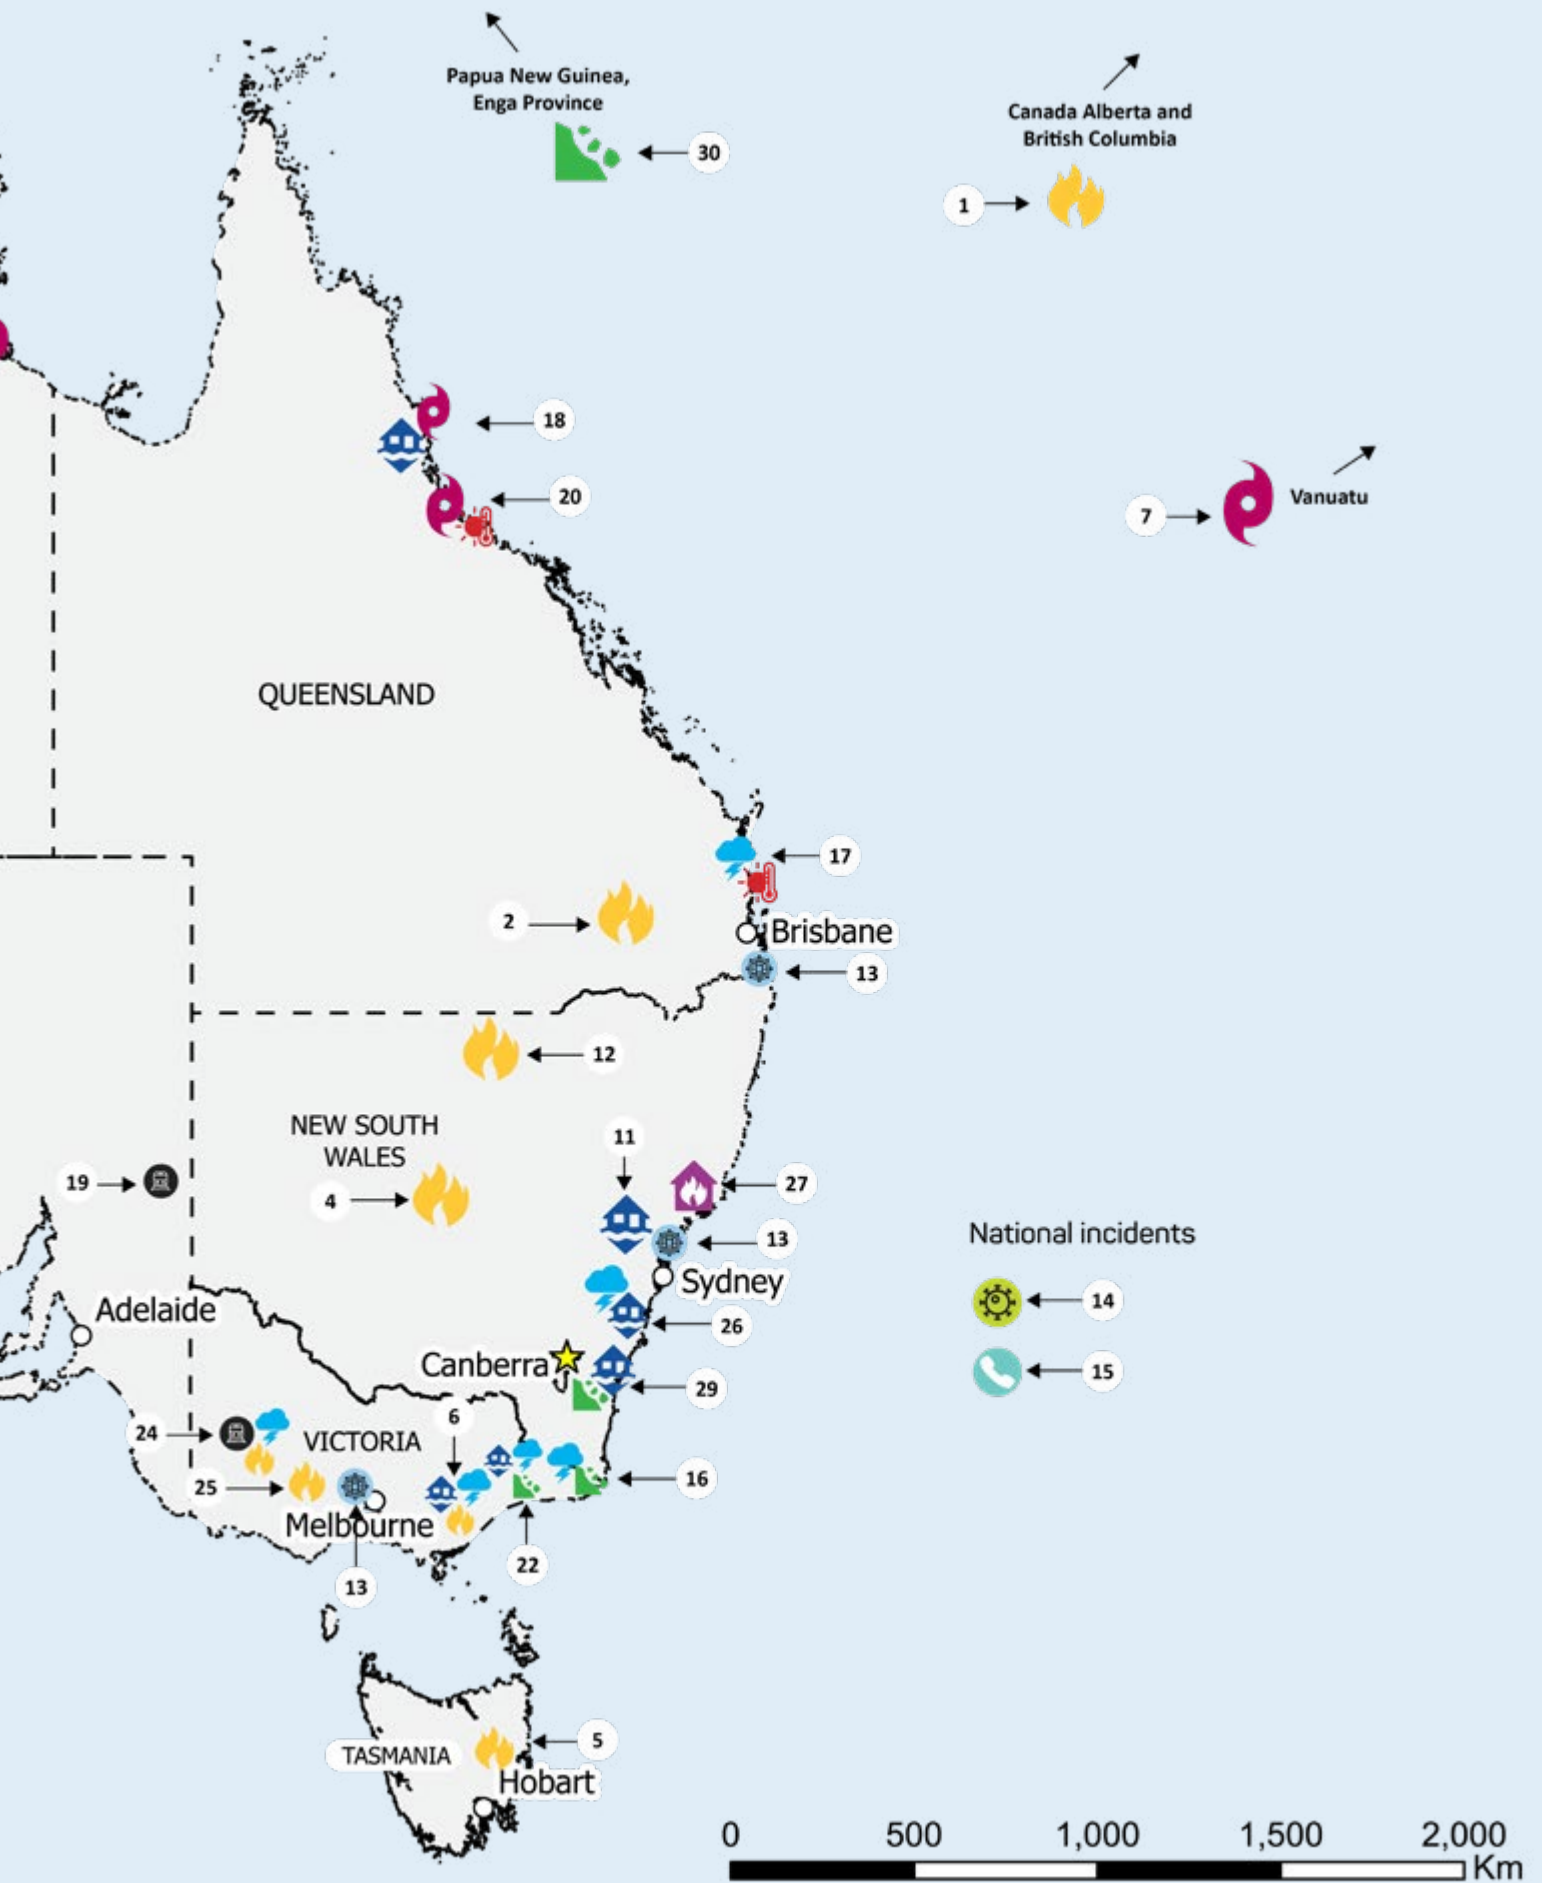 Papua New Guinea,
Enga Province
30
Canada Alberta and
British Columbia
1
18
20
7
Vanuatu
QUEENSLAND
17
2
Brisbane
13
12
NEW SOUTH
WALES
11
19
4
27
13
National incidents
Sydney
14
Adelaide
26
Canberra
15
29
6
24
VICTORIA
25
16
Melbourne
22
13
5
TASMANIA
Hobart
0 500 1,000 1,500 2,000
Km